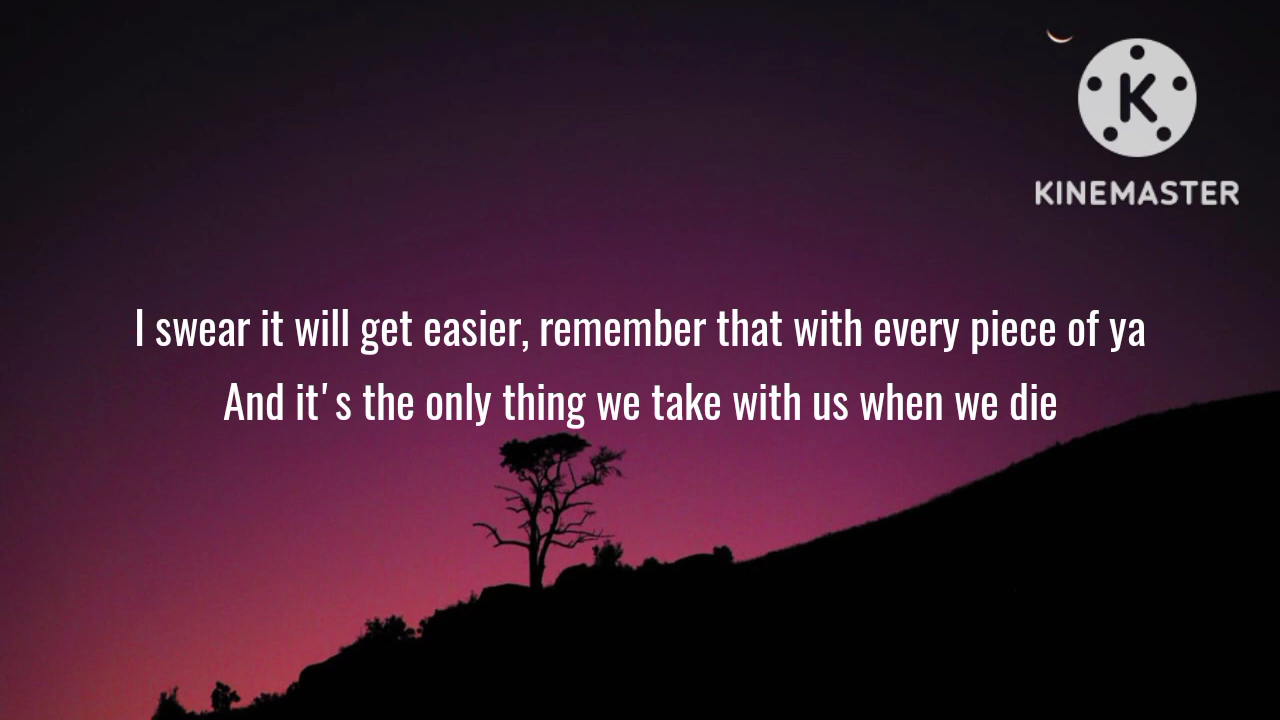 K
KINEMASTER
I swear it will get easier, remember that with every piece of ya
And it's the only thing we take with us when we die